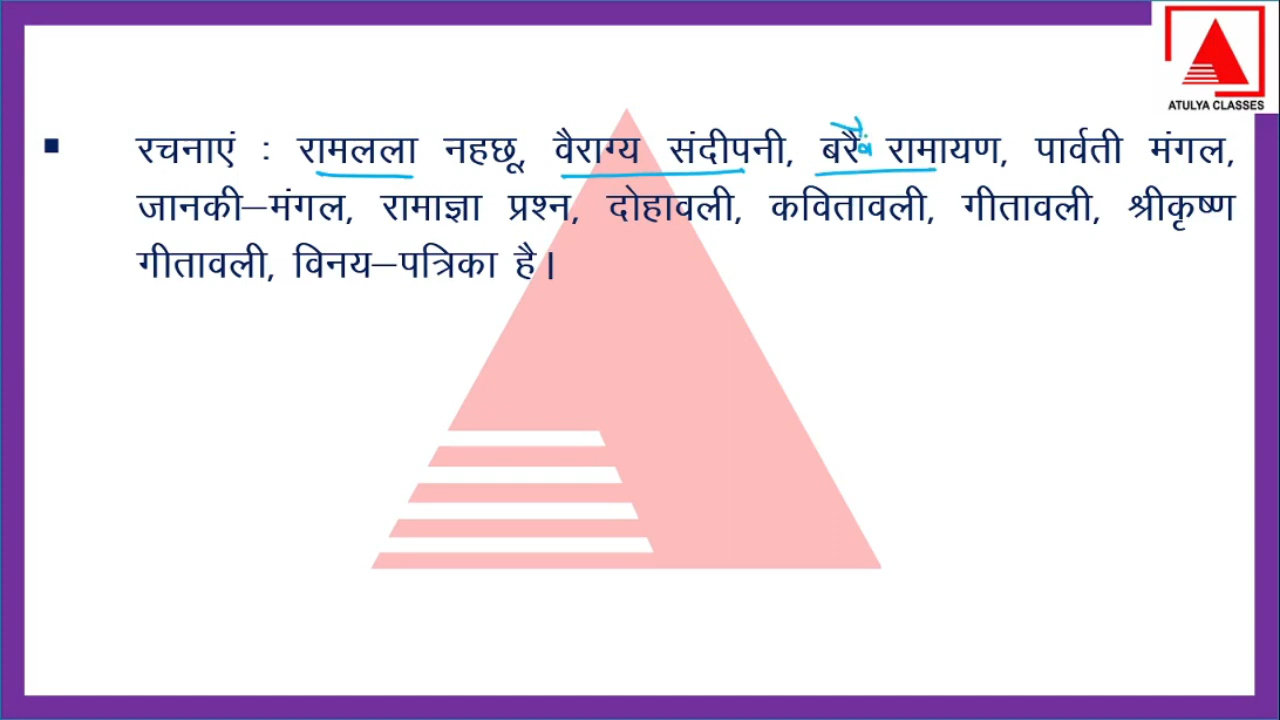 ATULYA CLASSES
▪ रचनाएं : रामलला नहछू, वैराग्य संदीपनी, बरवै रामायण, पार्वती मंगल,
जानकी–मंगल, रामाज्ञा प्रश्न, दोहावली, कवितावली, गीतावली, श्रीकृष्ण
गीतावली, विनय–पत्रिका है।